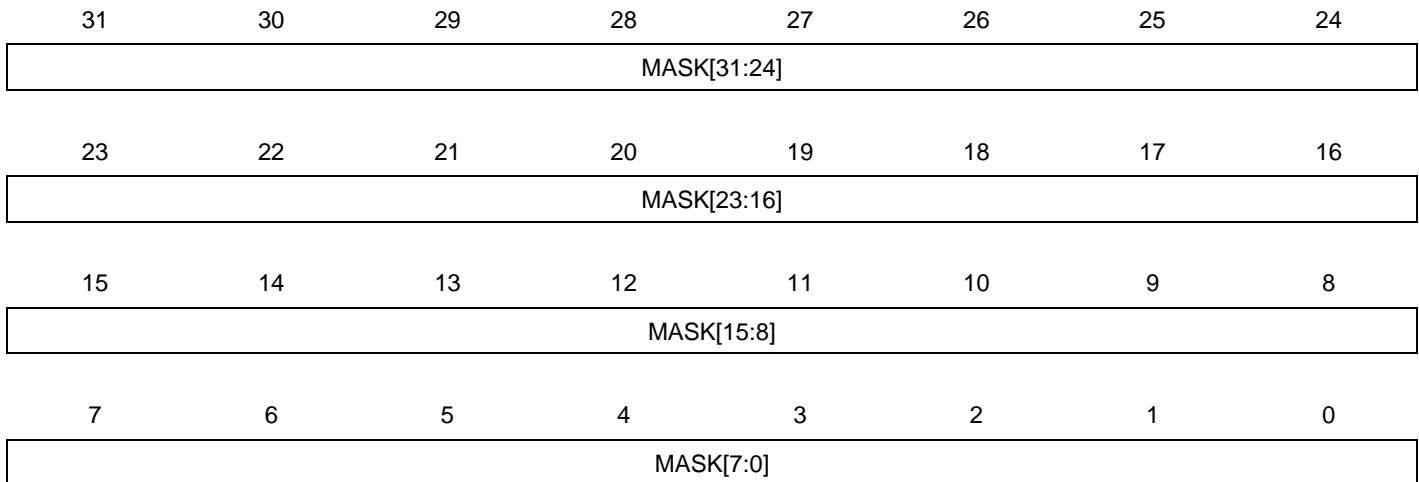 31 30 29 28 27 26 25 24
MASK[31:24]
23 22 21 20 19 18 17 16
MASK[23:16]
15 14 13 12 11 10 9 8
MASK[15:8]
7 6 5 4 3 2 1 0
MASK[7:0]